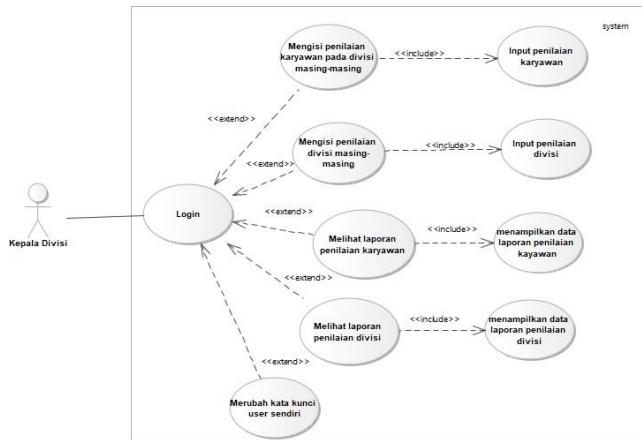 system
Mengisi penilaian
karyawan pada divisi
masing-masing
<<include>>
Input penilaian
karyawan
<<extend>>
Mengisi penilaian
divisi masing-
masing
<<include>>
Input penilaian
divisi
<<extend>>
Kepala Divisi
Login
<<extend>>
Melihat laporan
penilaian karyawan
<<include>>
menampilkan data
laporan penilaian
kayawan
<<extend>>
Melihat laporan
penilaian divisi
<<include>>
menampilkan data
laporan penilaian
divisi
<<extend>>
Merubah kata kunci
user sendiri